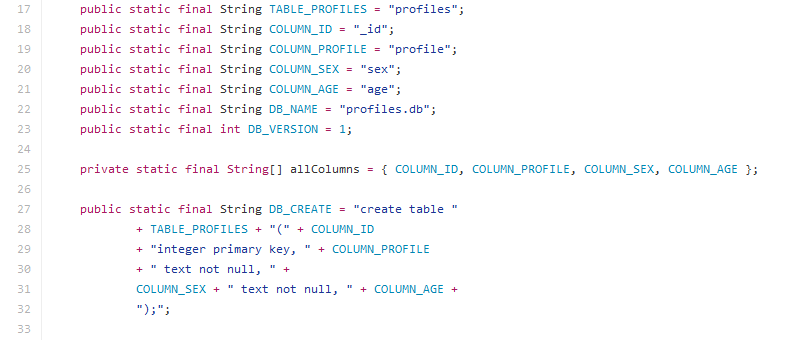 17 public static final String TABLE_PROFILES = "profiles";
18 public static final String COLUMN_ID = "_id";
19 public static final String COLUMN_PROFILE = "profile";
20 public static final String COLUMN_SEX = "sex";
21 public static final String COLUMN_AGE = "age";
22 public static final String DB_NAME = "profiles.db";
23 public static final int DB_VERSION = 1;
24
25 private static final String[] allColumns = { COLUMN_ID, COLUMN_PROFILE, COLUMN_SEX, COLUMN_AGE };
26
27 public static final String DB_CREATE = "create table "
28 + TABLE_PROFILES + "(" + COLUMN_ID
29 + "integer primary key, " + COLUMN_PROFILE
30 + " text not null, " +
31 COLUMN_SEX + " text not null, " + COLUMN_AGE +
32 ");";
33